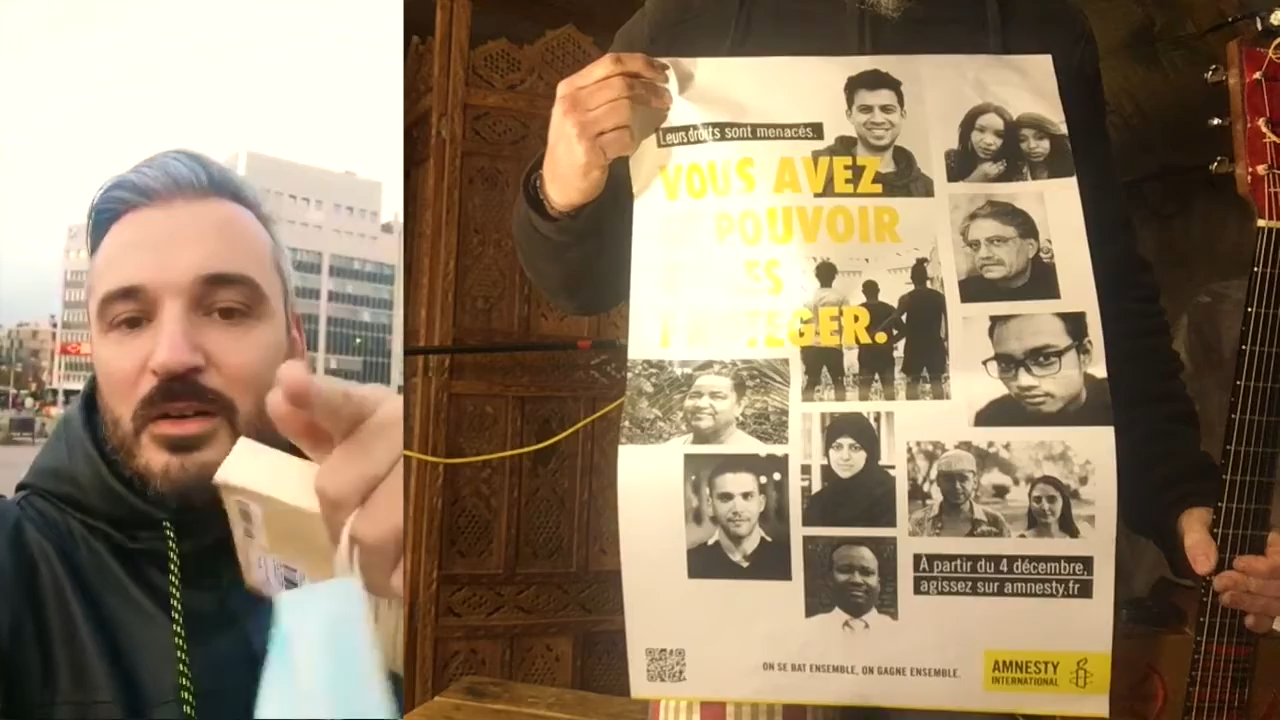 Leurs droits sont menacés.
VOUS AVEZ
POUVOIR
À partir du 4 décembre,
agissez sur amnesty.fr
ON SE BAT ENSEMBLE, ON GAGNE ENSEMBLE.
AMNESTY
INTERNATIONAL